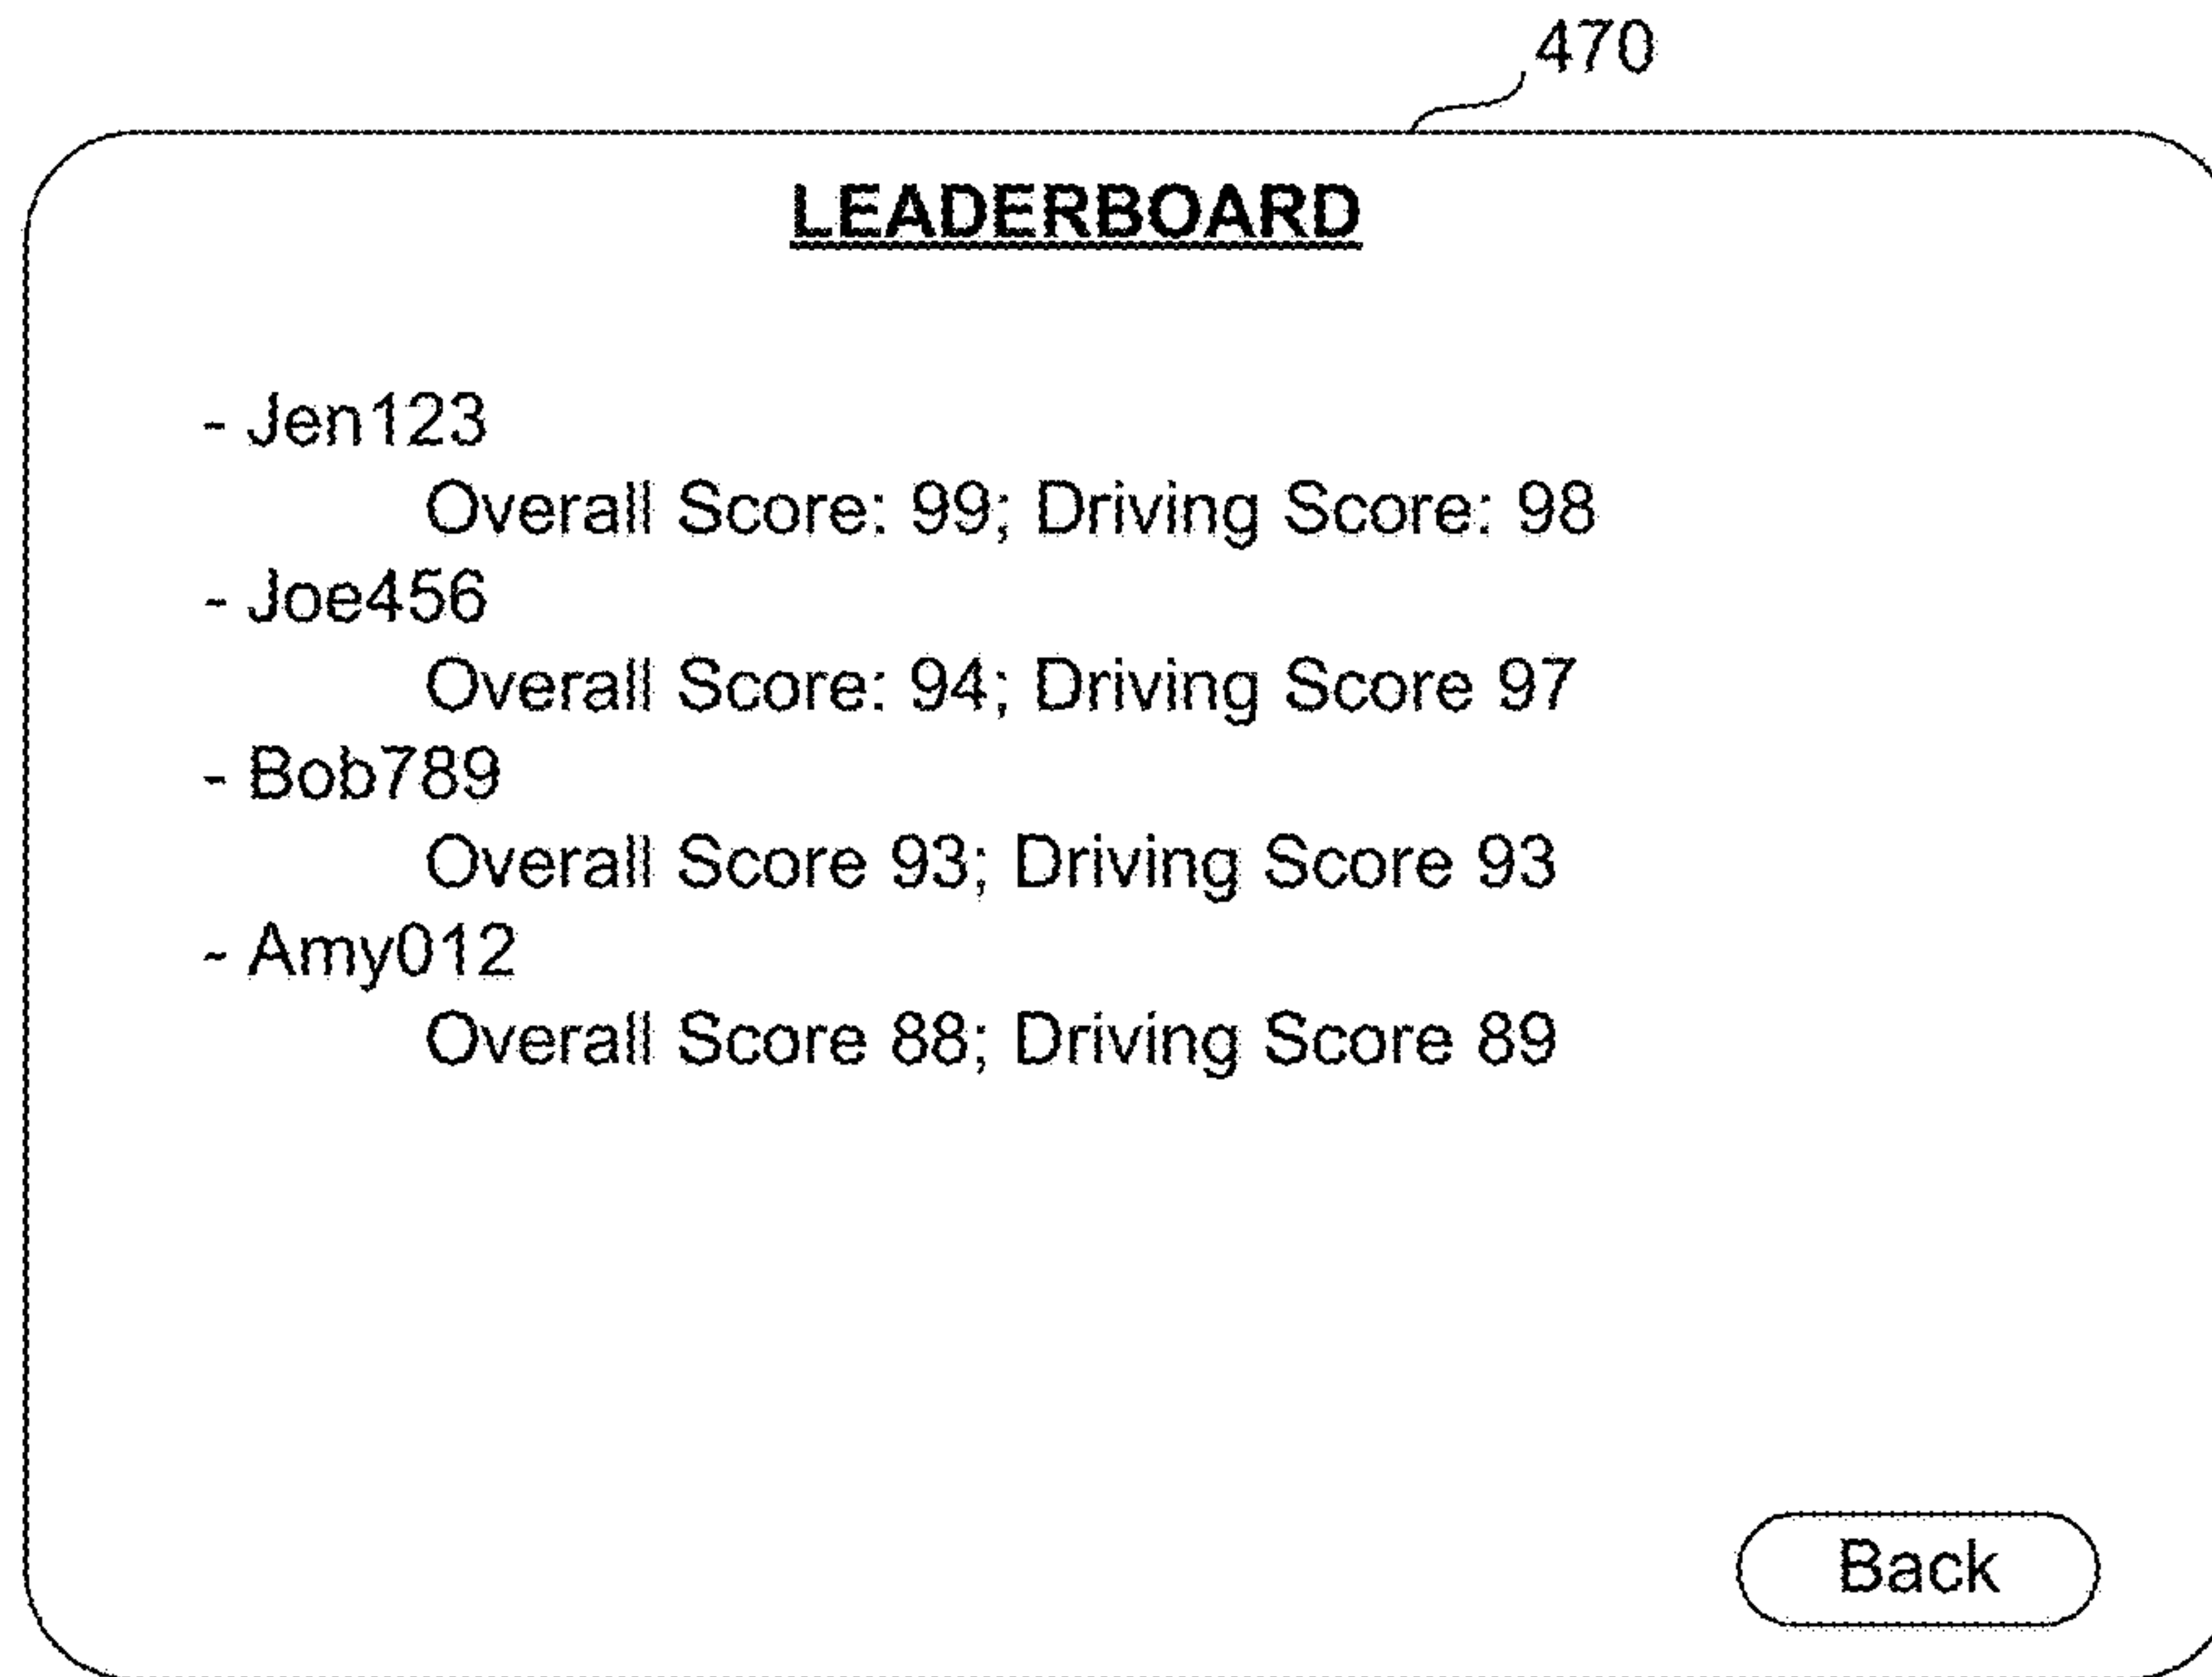 470
LEADERBOARD
- Jen123
Overall Score: 99; Driving Score: 98
- Joe456
Overall Score: 94; Driving Score 97
- Bob789
Overall Score 93; Driving Score 93
- Amy012
Overall Score 88; Driving Score 89
Back